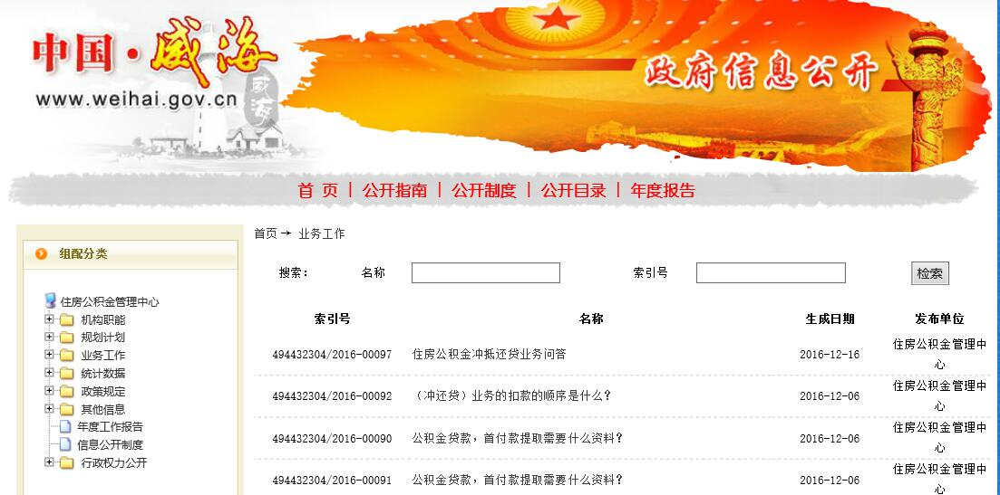 中国·威海
www.weihai.gov.cn
威海
政府信息公开
首 页 | 公开指南 | 公开制度 | 公开目录 | 年度报告
组配分类
住房公积金管理中心
机构职能
规划计划
业务工作
统计数据
政策规定
其他信息
年度工作报告
信息公开制度
行政权力公开
首页→ 业务工作
搜索： 名称 索引号 检索
索引号 名称 生成日期 发布单位
494432304/2016-00097 住房公积金冲抵还贷业务问答 2016-12-16 住房公积金管理中
心
494432304/2016-00092 （冲还贷）业务的扣款的顺序是什么？ 2016-12-06 住房公积金管理中
心
494432304/2016-00090 公积金贷款，首付款提取需要什么资料？ 2016-12-06 住房公积金管理中
心
494432304/2016-00091 公积金贷款，首付款提取需要什么资料？ 2016-12-06 住房公积金管理中
心